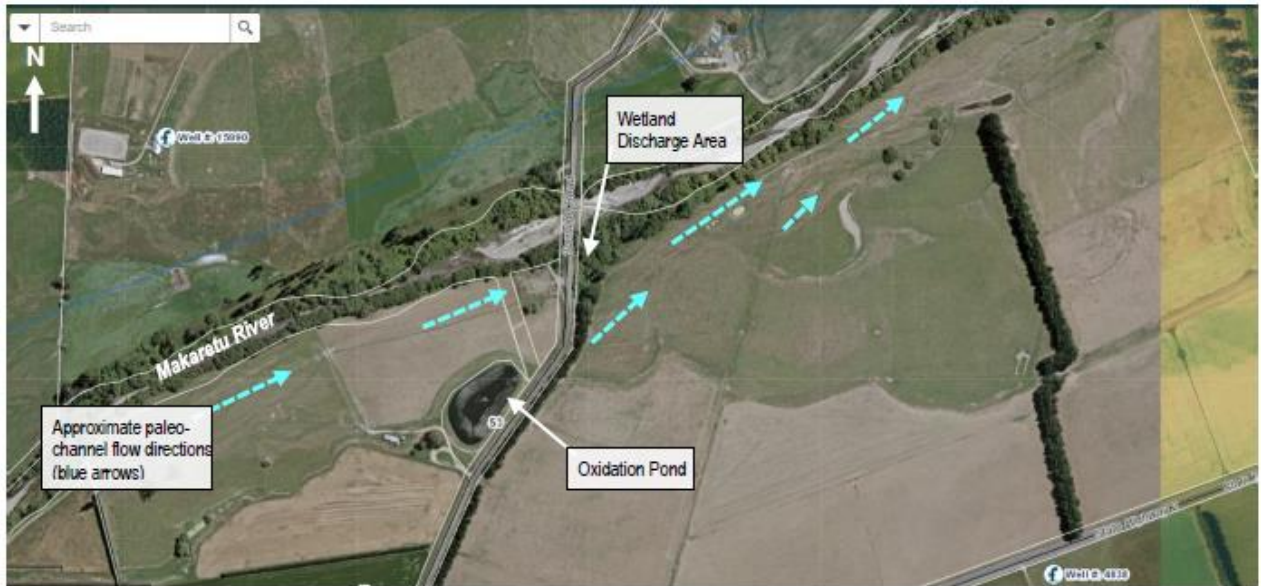 Search
N
Well #: 15990
Wetland
Discharge Area
Makaretu River
53
Approximate paleo-
channel flow directions
(blue arrows)
Oxidation Pond
Well #: 4838